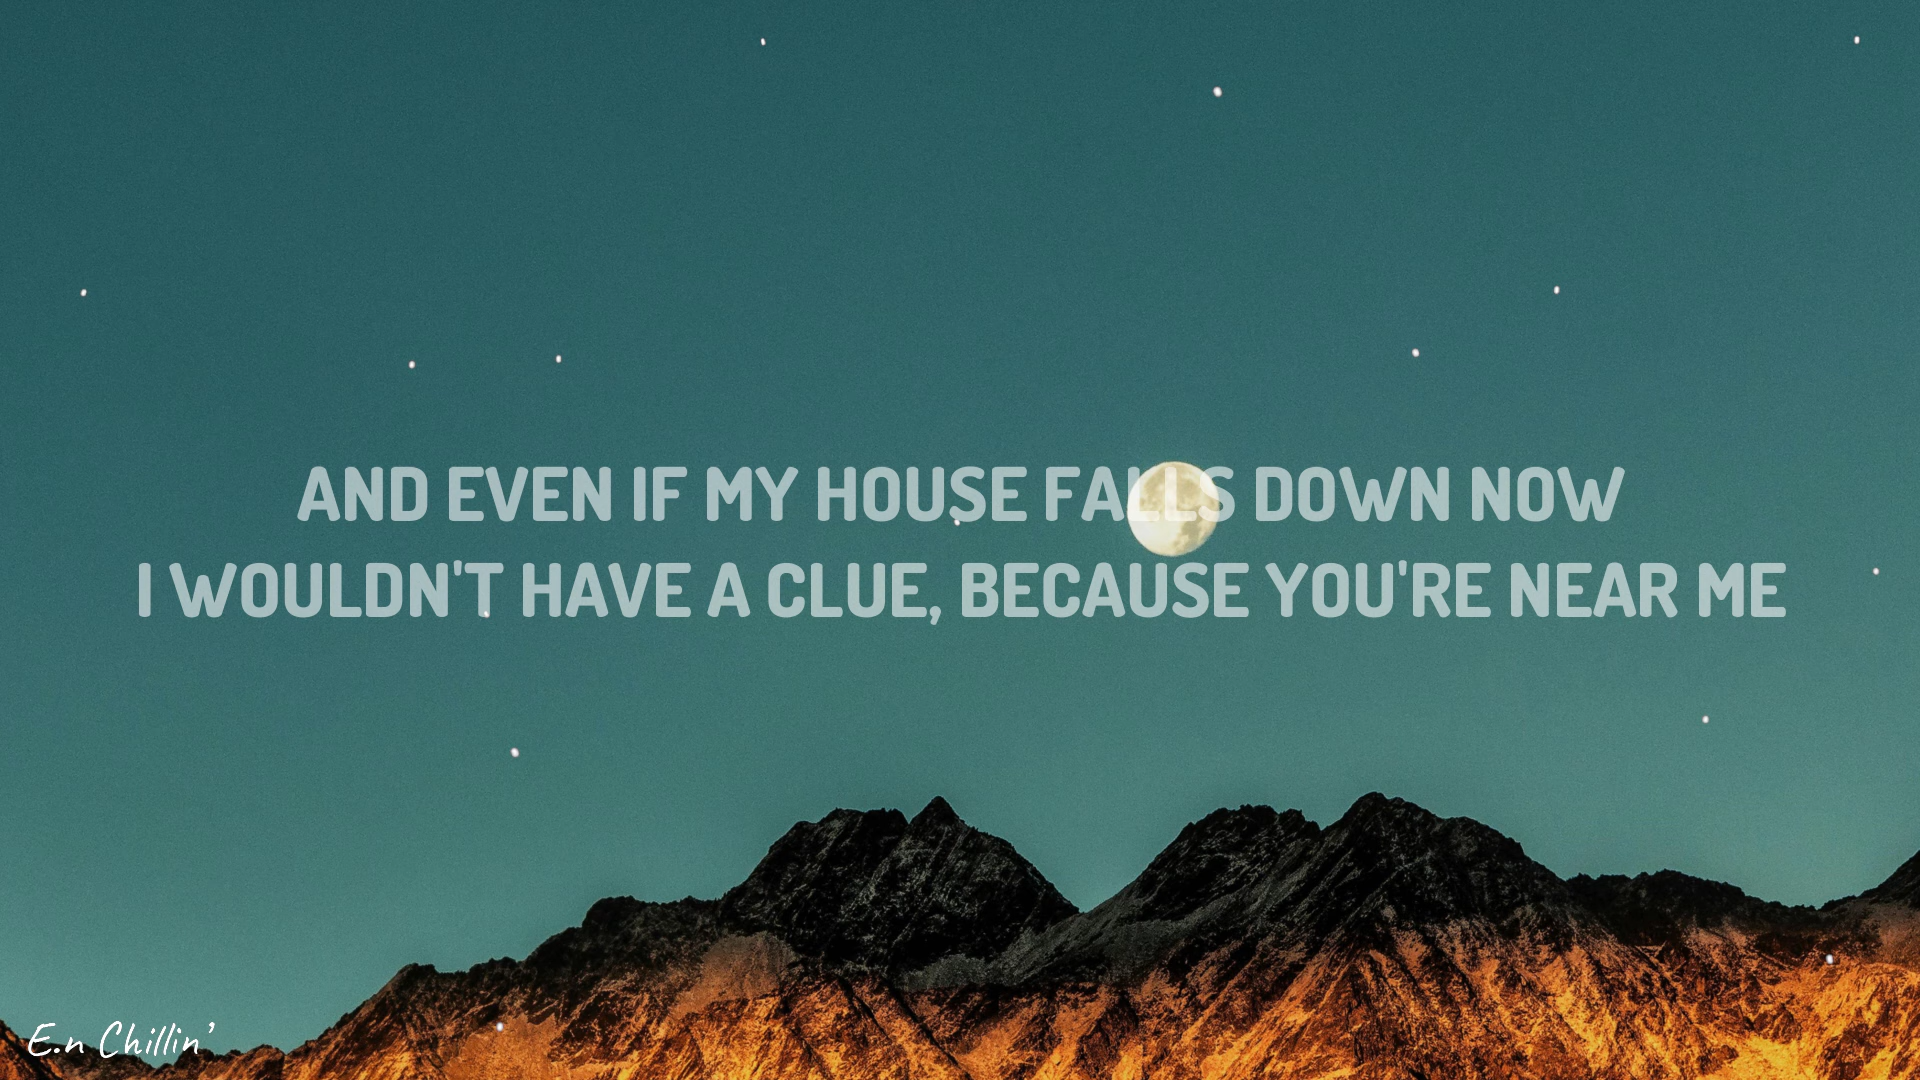 AND EVEN IF MY HOUSE FALLS DOWN NOW
I WOULDN'T HAVE A CLUE, BECAUSE YOU'RE NEAR ME
E.n Chillin'